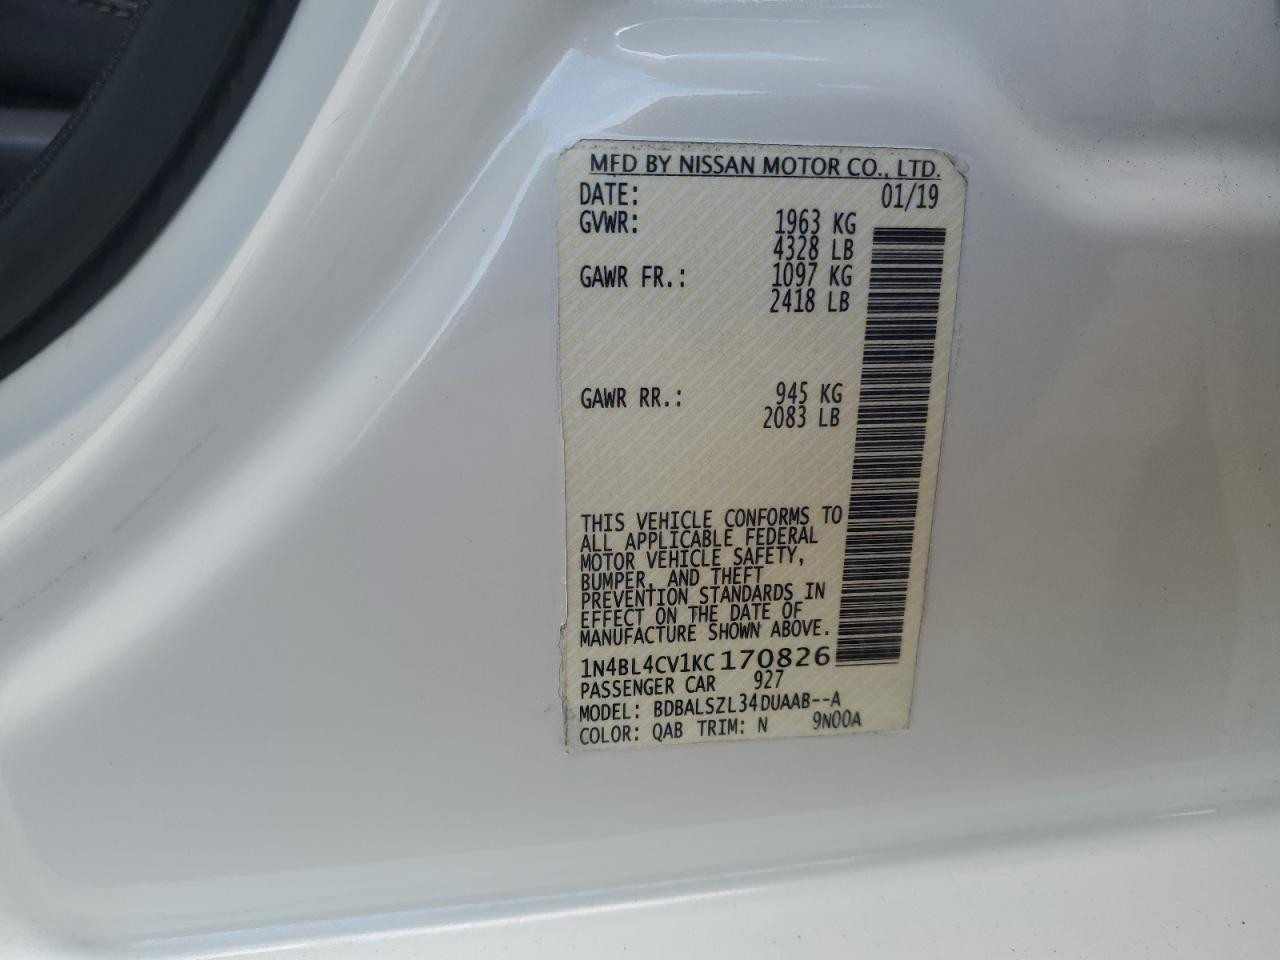 MFD BY NISSAN MOTOR CO., LTD.
DATE: 01/19
GVWR: 1963 KG
4328 LB
GAWR FR.: 1097 KG
2418 LB
GAWR RR.: 945 KG
2083 LB
THIS VEHICLE CONFORMS TO
ALL APPLICABLE FEDERAL
MOTOR VEHICLE SAFETY,
BUMPER, AND THEFT
PREVENTION STANDARDS IN
EFFECT ON THE DATE OF
MANUFACTURE SHOWN ABOVE.
1N4BL4CV1KC170826
PASSENGER CAR 927
MODEL: BDBALSZL34DUAAB--A
COLOR: QAB TRIM: N 9N00A